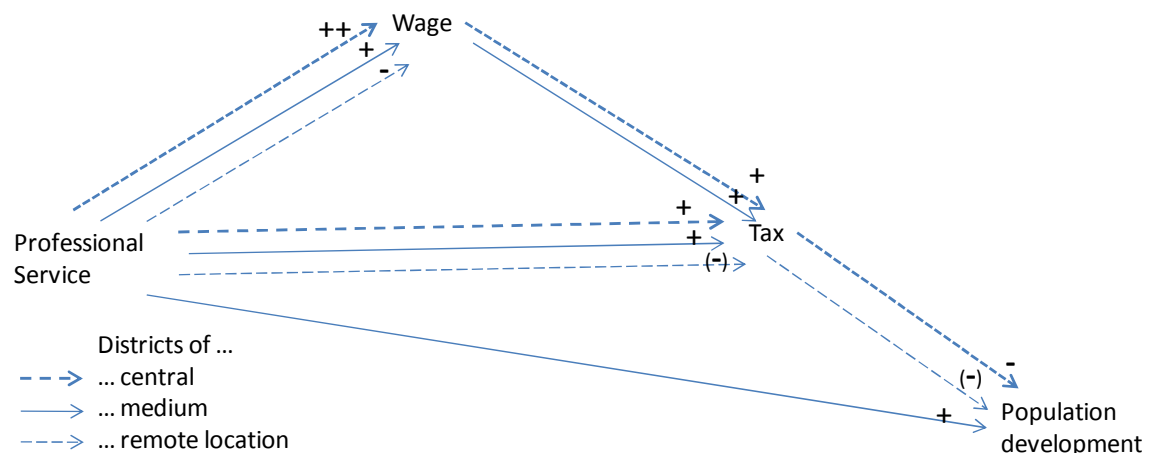 ++ Wage
+
-
+
+
+
Professional
Service
+
Tax
(-)
Districts of ...
... central
... medium
... remote location
-
(-)
+
Population
development